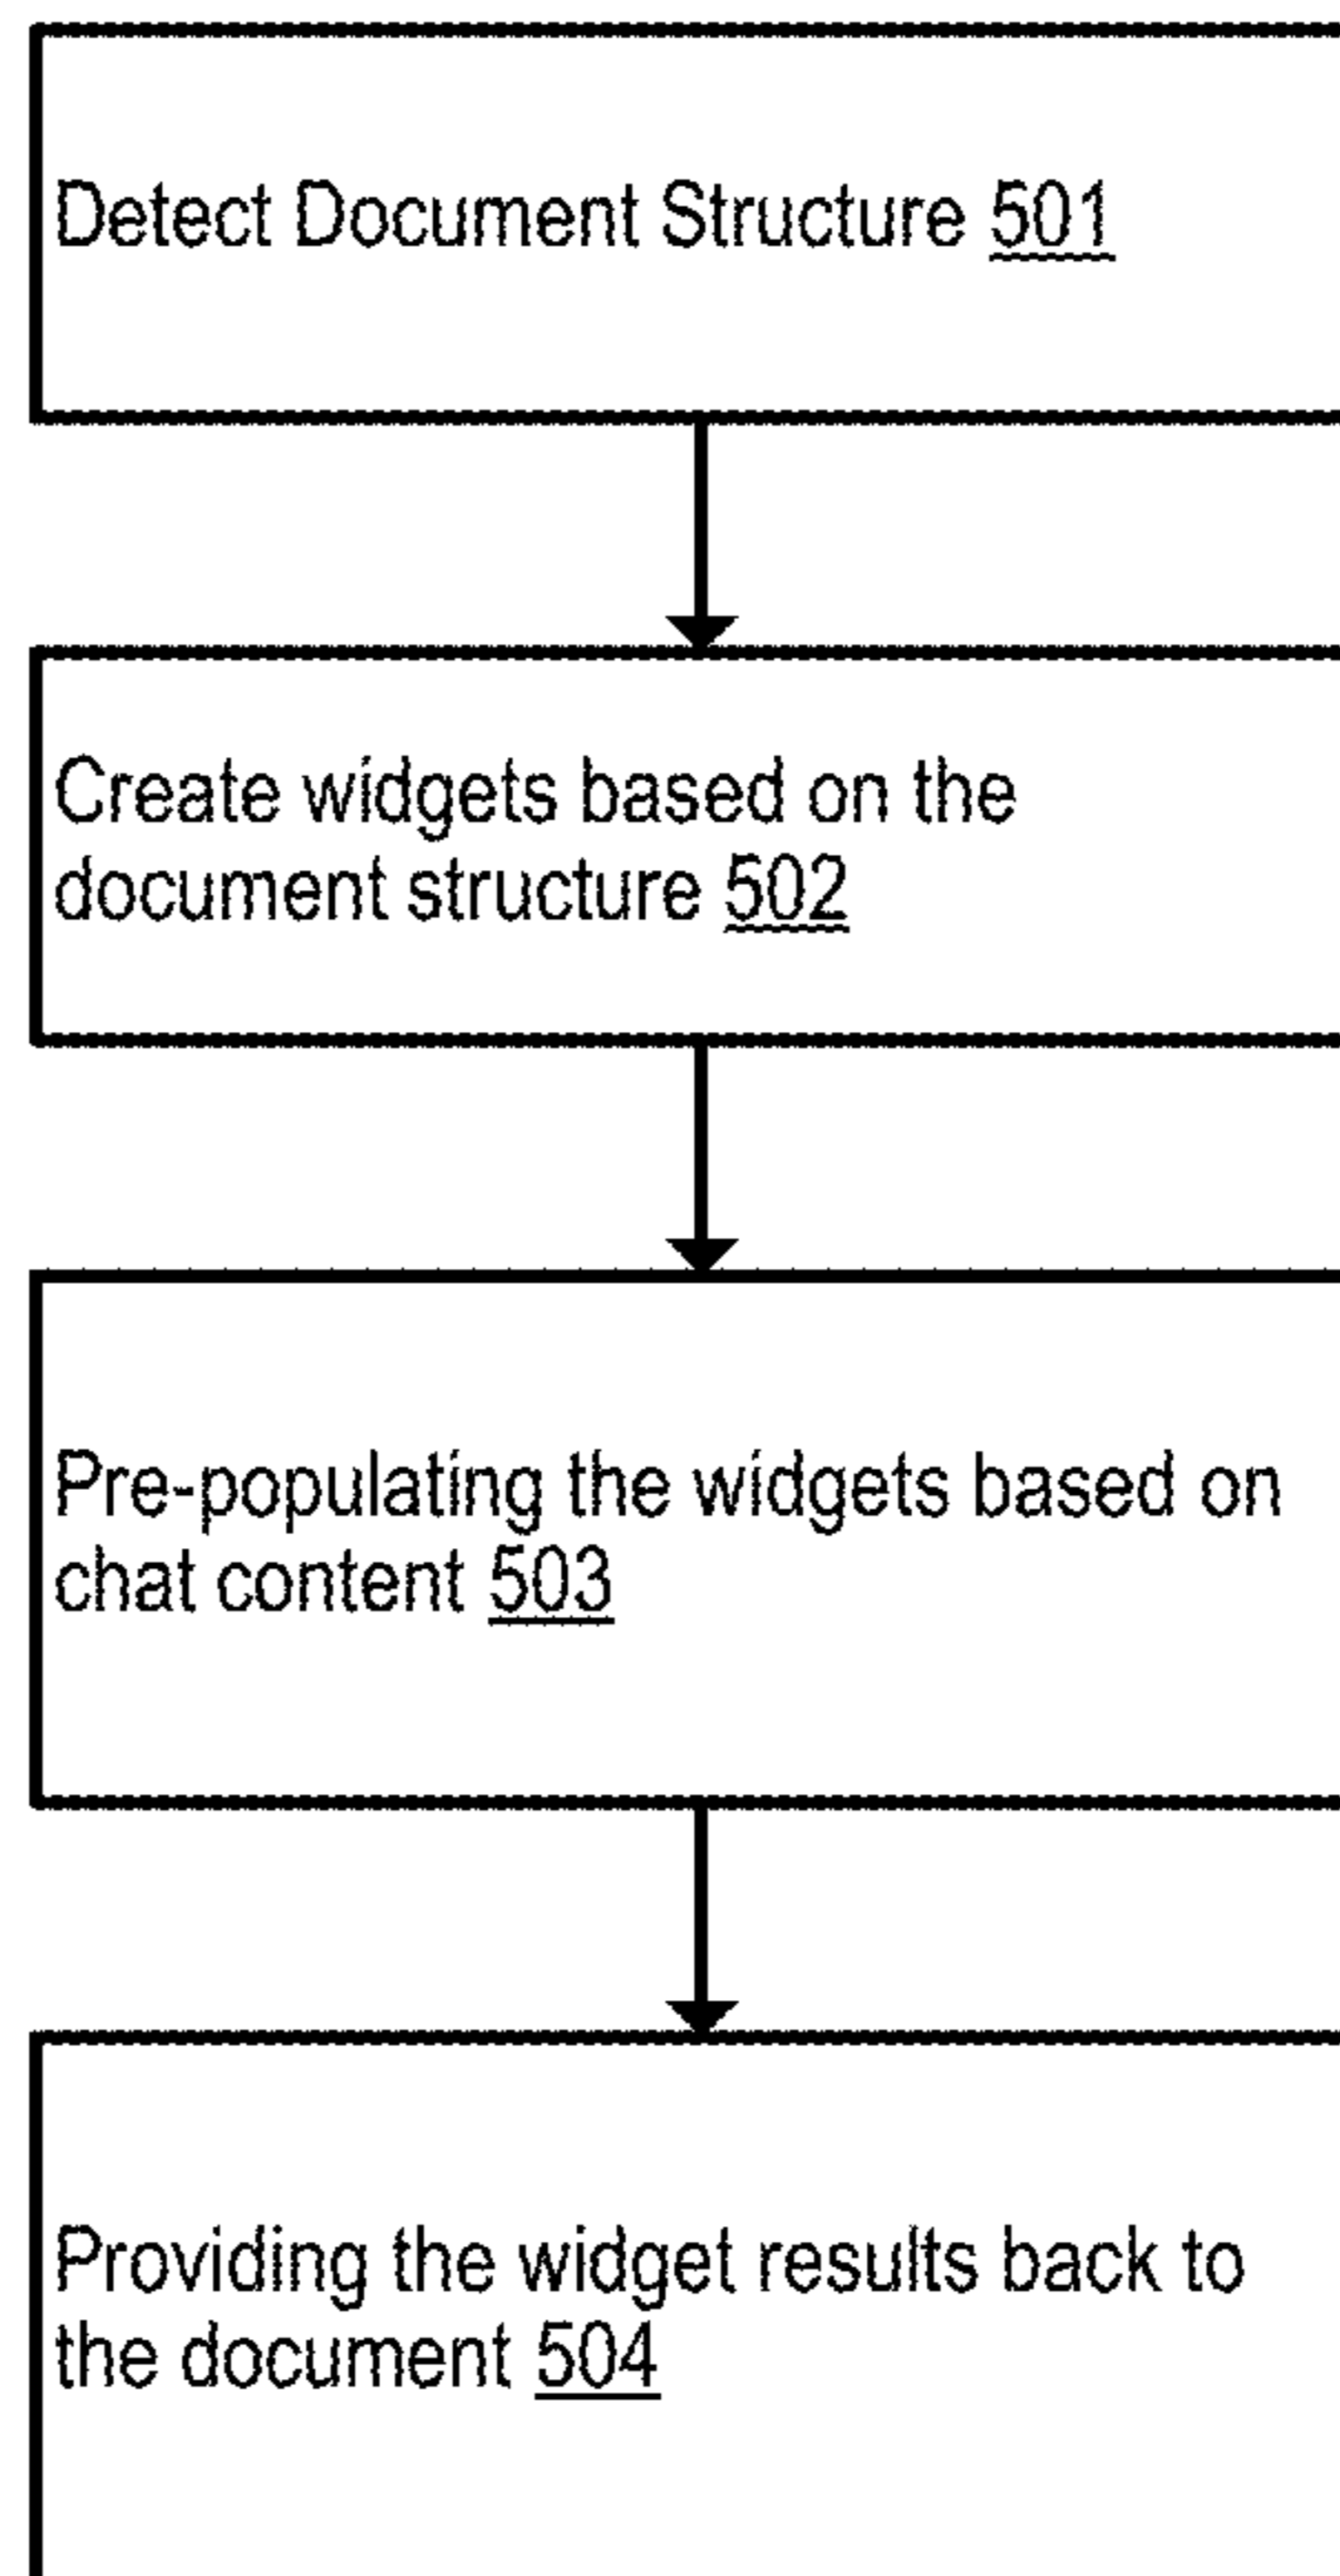 Detect Document Structure 501
Create widgets based on the
document structure 502
Pre-populating the widgets based on
chat content 503
Providing the widget results back to
the document 504